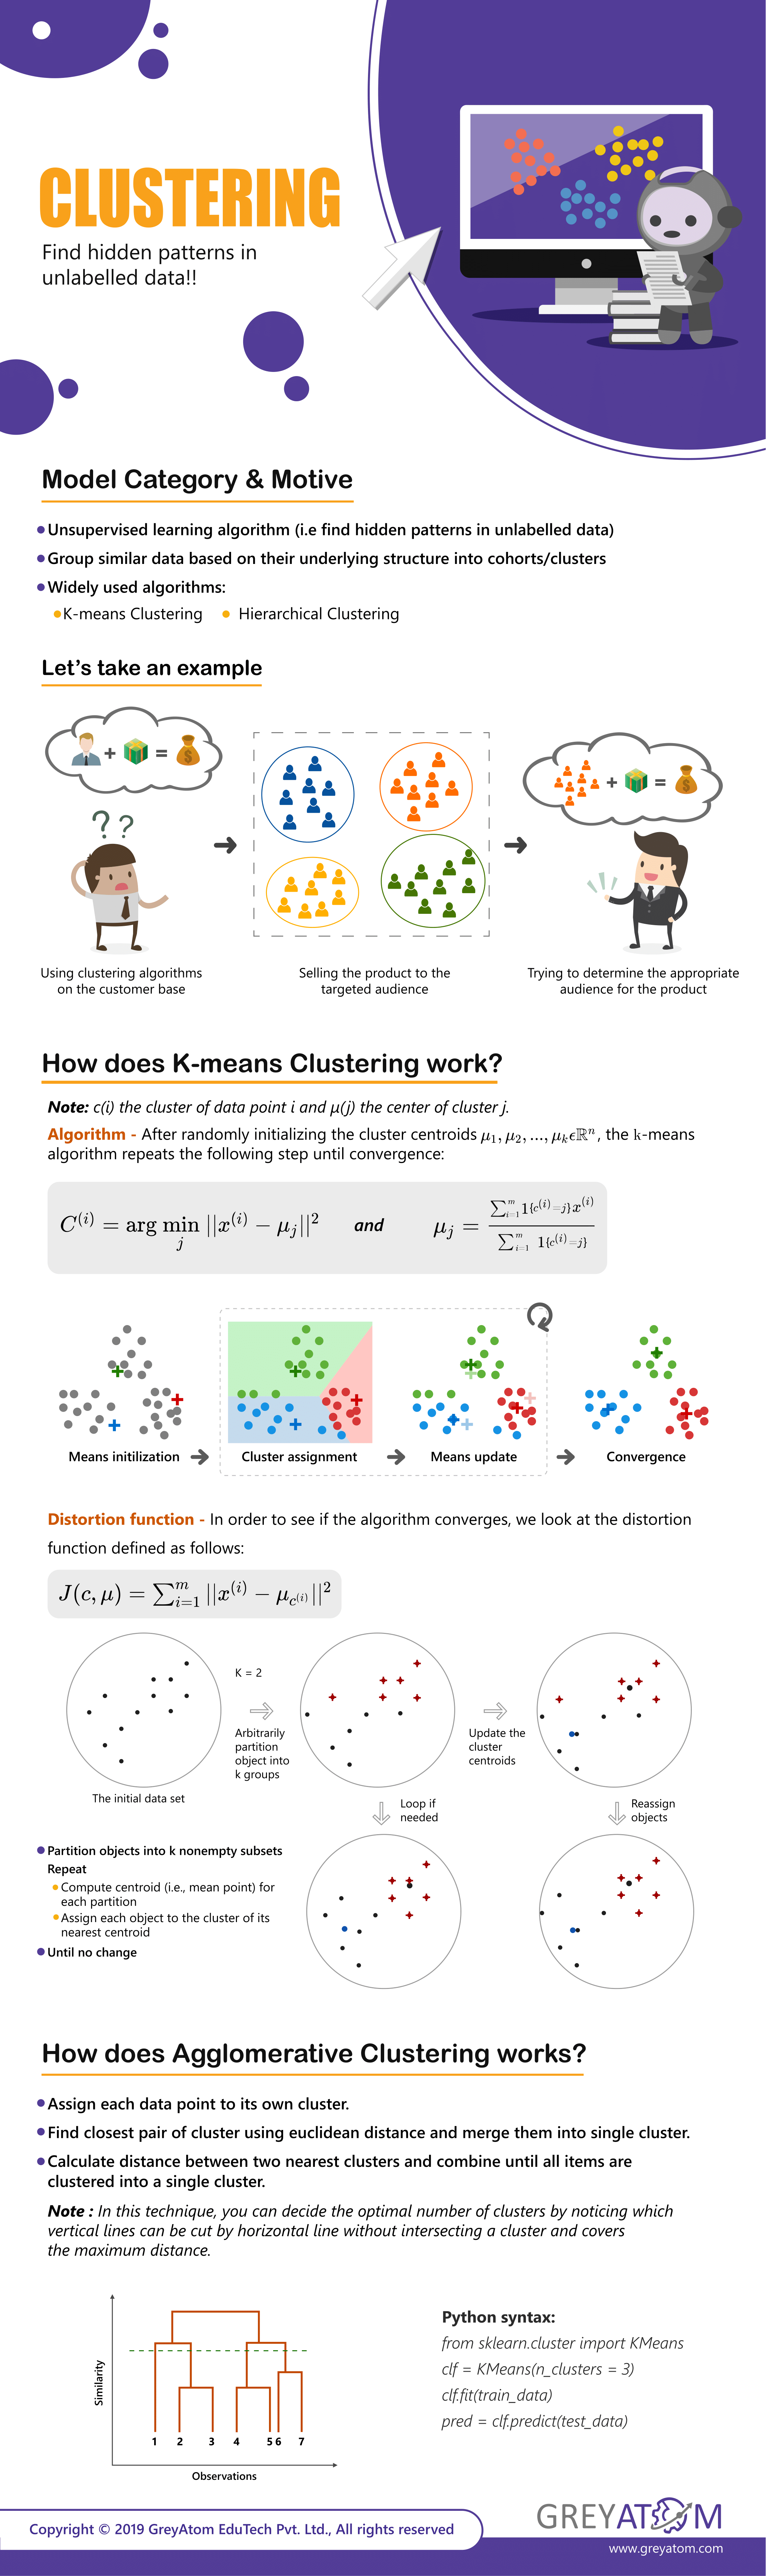 CLUSTERING
Find hidden patterns in
unlabelled data!!
Model Category & Motive
Unsupervised learning algorithm (i.e find hidden patterns in unlabelled data)
Group similar data based on their underlying structure into cohorts/clusters
Widely used algorithms:
K-means Clustering
Hierarchical Clustering
Let's take an example
+ =
+ =
? ?
Using clustering algorithms
on the customer base
Selling the product to the
targeted audience
Trying to determine the appropriate
audience for the product
How does K-means Clustering work?
Note: c(i) the cluster of data point i and μ(j) the center of cluster j.
Algorithm - After randomly initializing the cluster centroids μ₁, μ₂, ..., μₖϵℝⁿ, the k-means
algorithm repeats the following step until convergence:
C^(i) = arg min_j ||x^(i) − μ_j||² and μ_j = ∑_{i=1}^m 1{c^(i)=j} x^(i) / ∑_{i=1}^m 1{c^(i)=j}
Means initilization
Cluster assignment
Means update
Convergence
Distortion function - In order to see if the algorithm converges, we look at the distortion
function defined as follows:
J(c, μ) = ∑_{i=1}^m ||x^(i) − μ_{c^(i)}||²
K = 2
Arbitrarily
partition
object into
k groups
Update the
cluster
centroids
The initial data set
Loop if
needed
Reassign
objects
Partition objects into k nonempty subsets
Repeat
Compute centroid (i.e., mean point) for
each partition
Assign each object to the cluster of its
nearest centroid
Until no change
How does Agglomerative Clustering works?
Assign each data point to its own cluster.
Find closest pair of cluster using euclidean distance and merge them into single cluster.
Calculate distance between two nearest clusters and combine until all items are
clustered into a single cluster.
Note : In this technique, you can decide the optimal number of clusters by noticing which
vertical lines can be cut by horizontal line without intersecting a cluster and covers
the maximum distance.
Similarity
1 2 3 4 5 6 7
Observations
Python syntax:
from sklearn.cluster import KMeans
clf = KMeans(n_clusters = 3)
clf.fit(train_data)
pred = clf.predict(test_data)
Copyright © 2019 GreyAtom EduTech Pvt. Ltd., All rights reserved
GREYATOM
www.greyatom.com